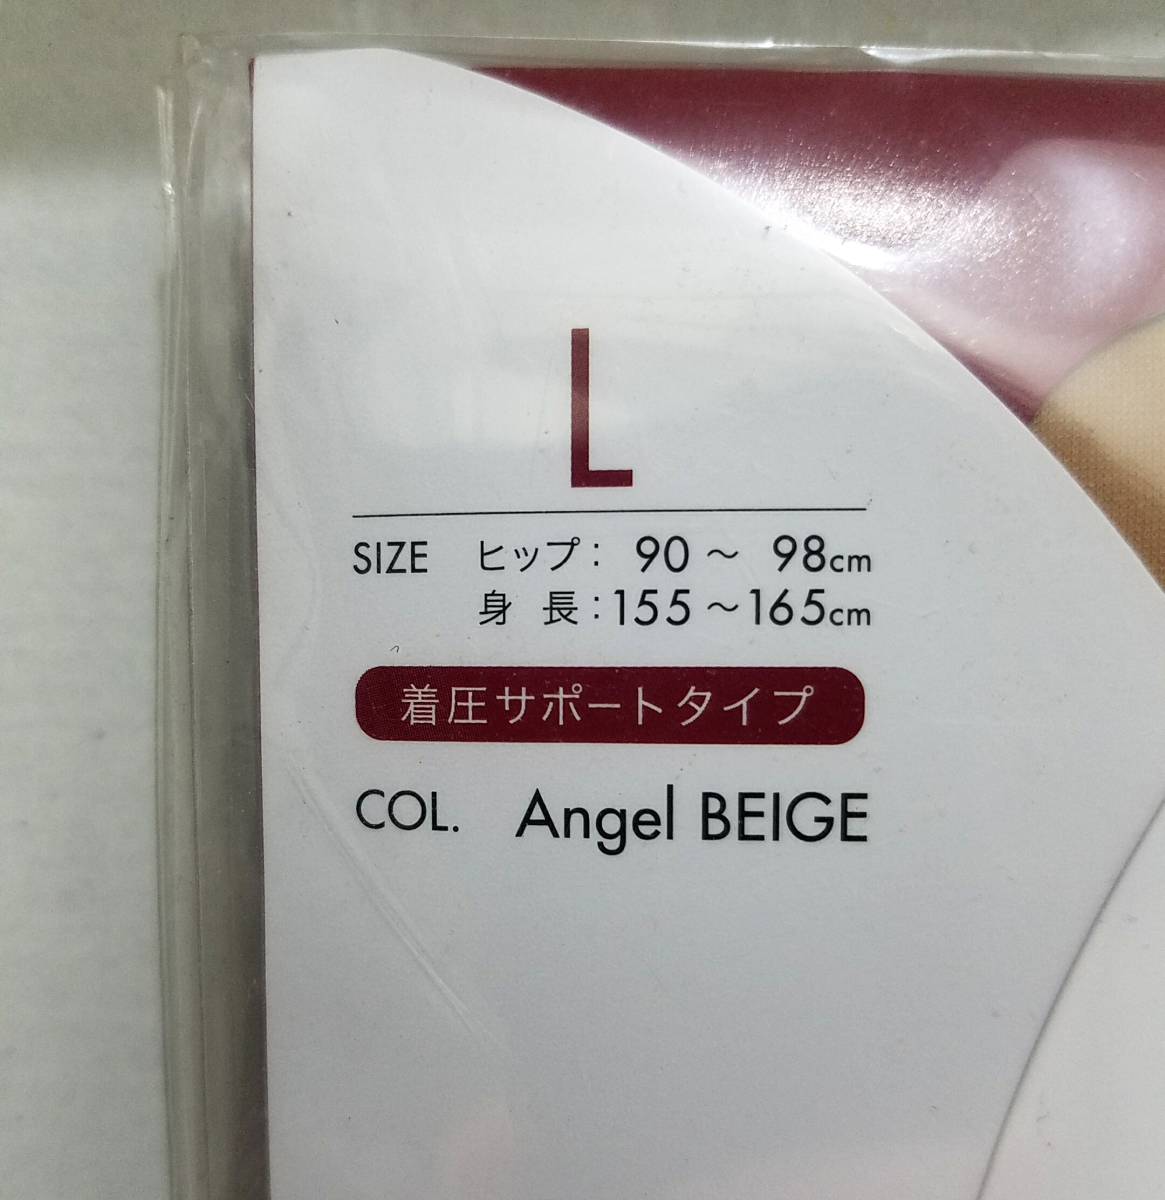 L
SIZE ヒップ： 90 ～ 98cm
身 長：155 ～165cm
着圧サポートタイプ
COL. Angel BEIGE